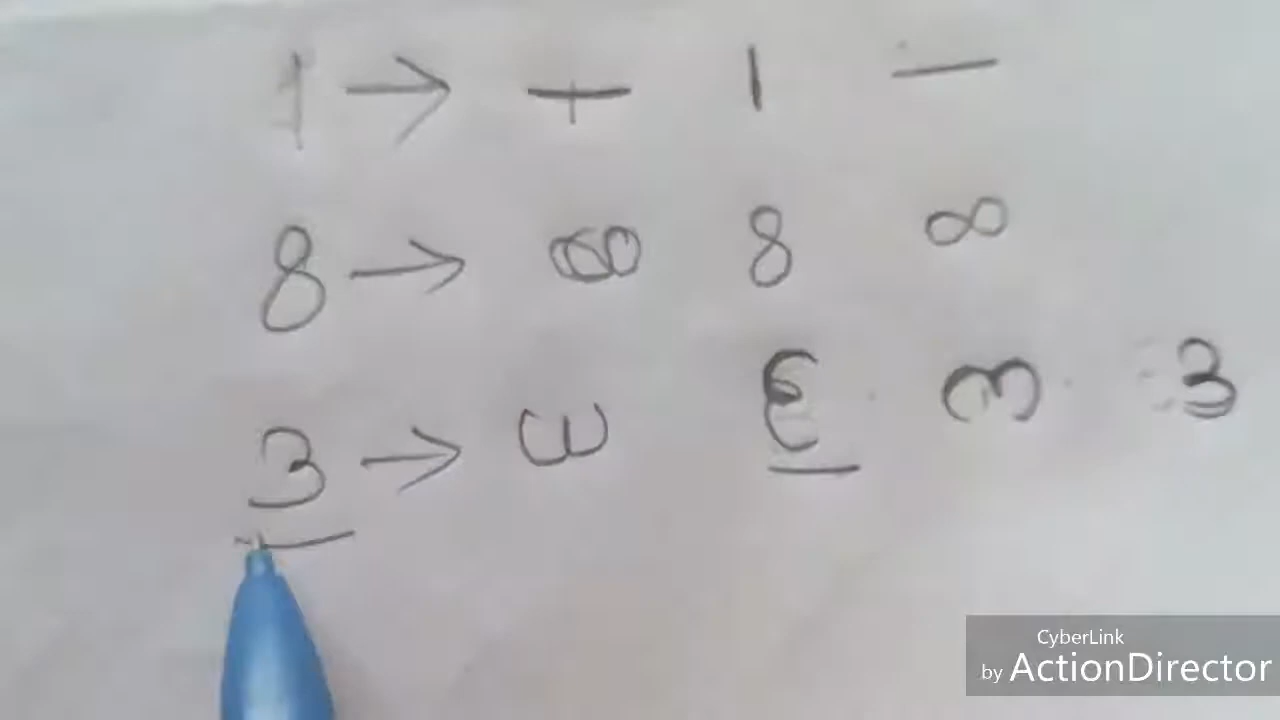 1 → + 1 —
8 → ꝏ 8 ∞
3 → ω Ɛ m 3
CyberLink
by ActionDirector